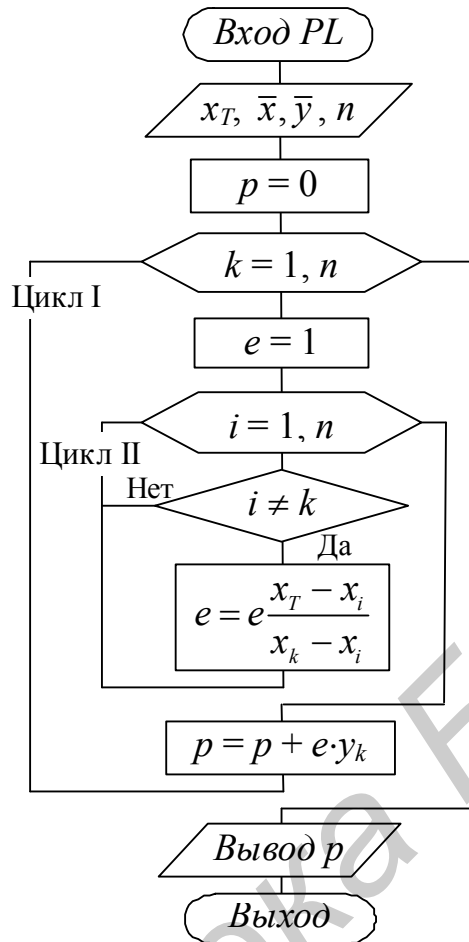 Вход PL
x_T, x̅, y̅, n
p = 0
k = 1, n
Цикл I
e = 1
i = 1, n
Цикл II
Нет
i ≠ k
Да
e = e (x_T − x_i)/(x_k − x_i)
p = p + e·y_k
Вывод p
Выход